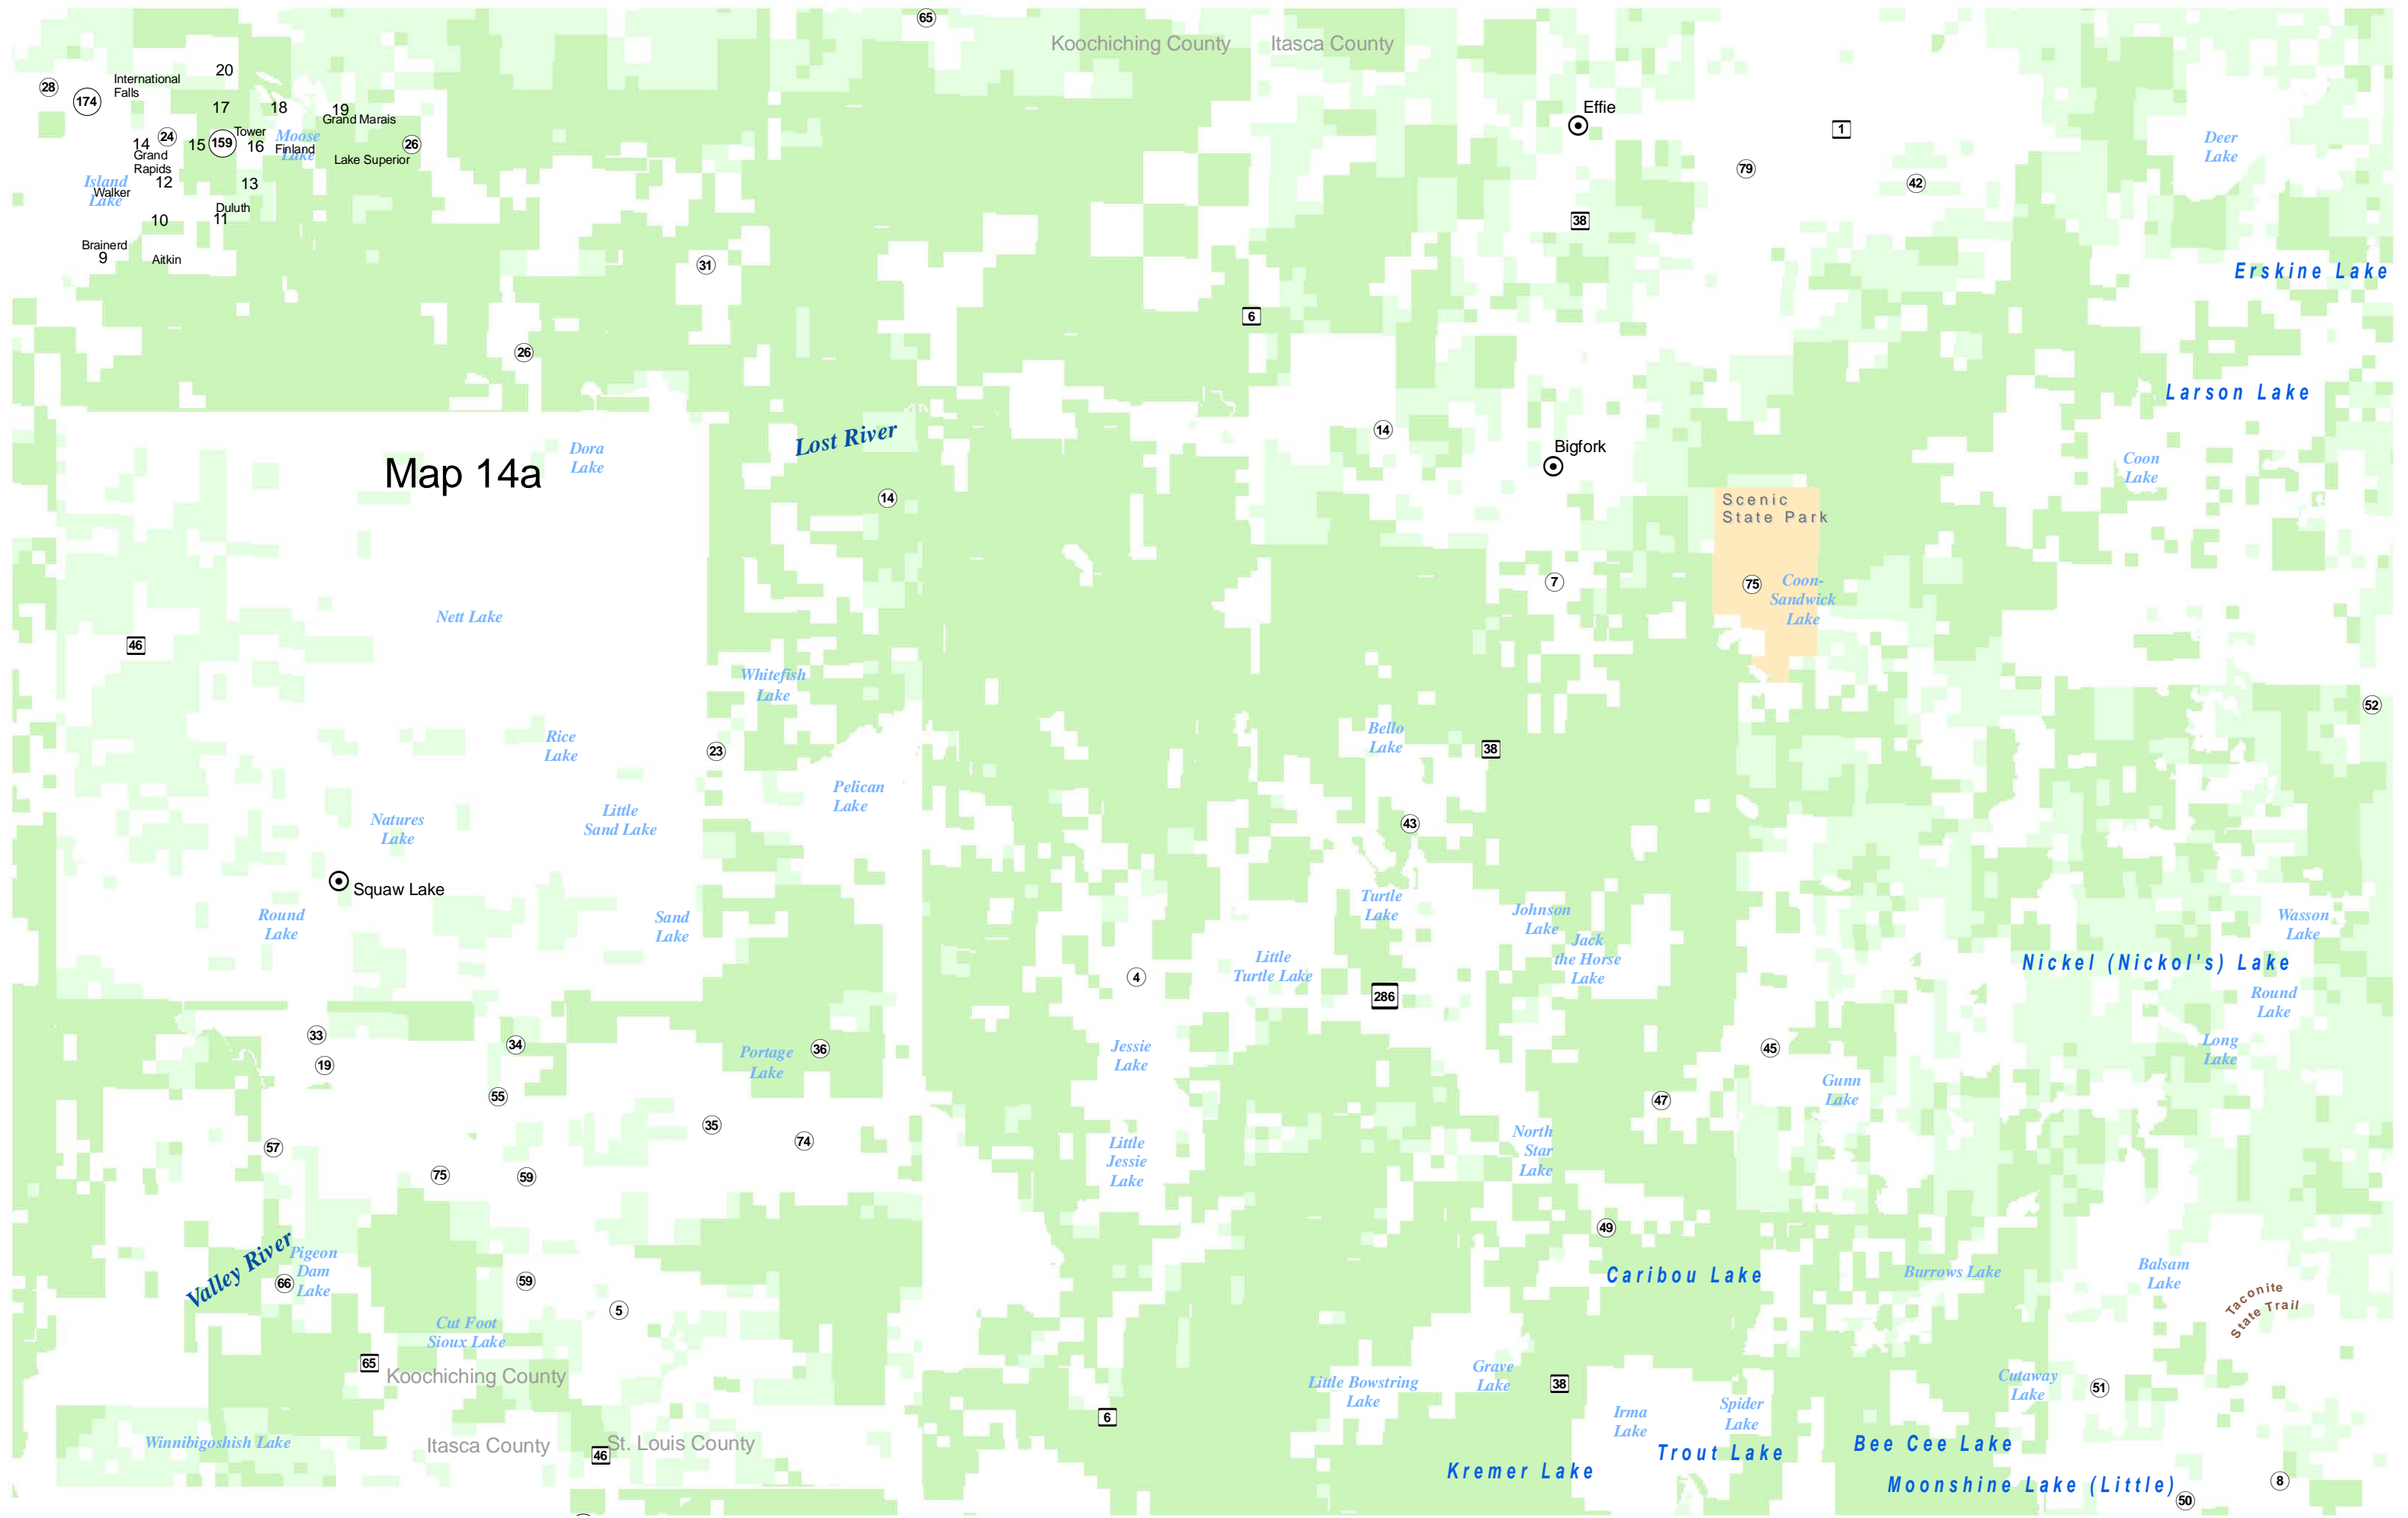 65
Koochiching County
Itasca County
20
International
Falls
28
174
17
18
19
Grand Marais
Effie
1
Deer
Lake
14
24
15
159
Tower
16
Moose
Lake
Finland
26
Lake Superior
Grand
Rapids
12
13
79
42
Island
Lake
Walker
10
Duluth
11
38
Brainerd
9
Aitkin
31
Erskine Lake
6
26
Larson Lake
14
Lost River
Bigfork
Dora
Lake
Map 14a
Coon
Lake
14
Scenic
State Park
7
75
Coon-
Sandwick
Lake
Nett Lake
46
Whitefish
Lake
52
Rice
Lake
23
Bello
Lake
38
Pelican
Lake
Natures
Lake
Little
Sand Lake
43
Squaw Lake
Round
Lake
Sand
Lake
Turtle
Lake
Johnson
Lake
Wasson
Lake
Jack
the Horse
Lake
Little
Turtle Lake
Nickel (Nickol's) Lake
4
286
Round
Lake
33
19
34
Portage
Lake
36
Jessie
Lake
45
Long
Lake
55
Gunn
Lake
47
35
74
57
North
Star
Lake
Little
Jessie
Lake
75
59
49
Valley River
Pigeon
Dam
Lake
66
59
Caribou Lake
Burrows Lake
Balsam
Lake
5
Taconite
State Trail
Cut Foot
Sioux Lake
65
Koochiching County
Little Bowstring
Lake
Grave
Lake
38
Cutaway
Lake
51
6
Irma
Lake
Spider
Lake
Winnibigoshish Lake
Itasca County
46
St. Louis County
Trout Lake
Bee Cee Lake
Kremer Lake
Moonshine Lake (Little)
50
8